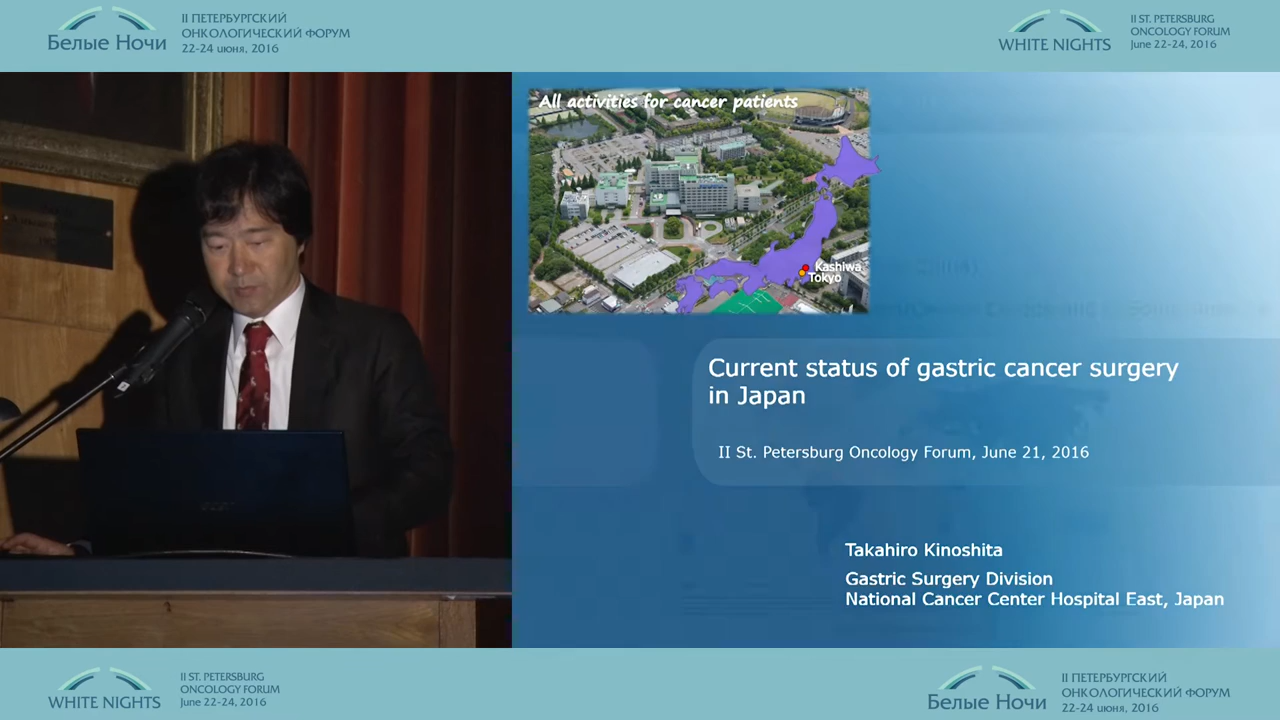 Белые Ночи
II ПЕТЕРБУРГСКИЙ
ОНКОЛОГИЧЕСКИЙ ФОРУМ
22-24 июня, 2016
WHITE NIGHTS
II ST. PETERSBURG
ONCOLOGY FORUM
June 22-24, 2016
All activities for cancer patients
Kashiwa
Tokyo
Current status of gastric cancer surgery
in Japan
II St. Petersburg Oncology Forum, June 21, 2016
Takahiro Kinoshita
Gastric Surgery Division
National Cancer Center Hospital East, Japan
WHITE NIGHTS
II ST. PETERSBURG
ONCOLOGY FORUM
June 22-24, 2016
Белые Ночи
II ПЕТЕРБУРГСКИЙ
ОНКОЛОГИЧЕСКИЙ ФОРУМ
22-24 июня, 2016